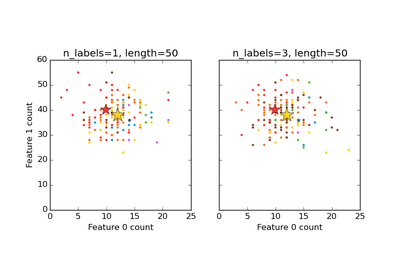 n_labels=1, length=50
n_labels=3, length=50
60
50
40
30
20
10
0
Feature 1 count
0 5 10 15 20 25
0 5 10 15 20 25
Feature 0 count
Feature 0 count